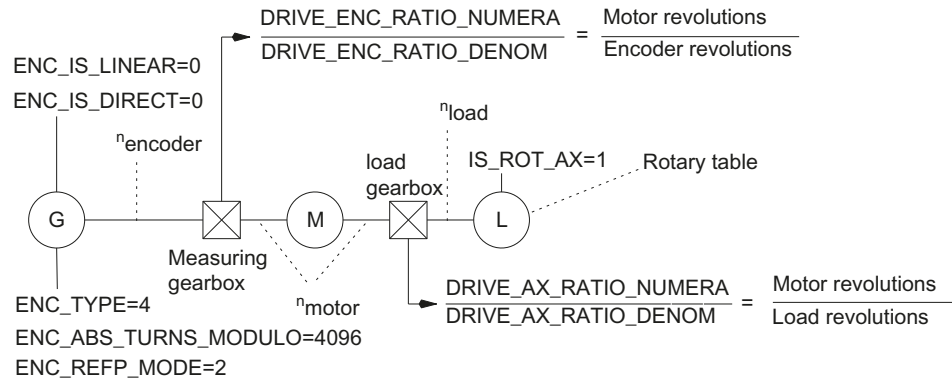 DRIVE_ENC_RATIO_NUMERA = Motor revolutions
DRIVE_ENC_RATIO_DENOM Encoder revolutions
ENC_IS_LINEAR=0
ENC_IS_DIRECT=0
nencoder
nload
load
gearbox
IS_ROT_AX=1
Rotary table
G
M
L
Measuring
gearbox
nmotor
DRIVE_AX_RATIO_NUMERA = Motor revolutions
DRIVE_AX_RATIO_DENOM Load revolutions
ENC_TYPE=4
ENC_ABS_TURNS_MODULO=4096
ENC_REFP_MODE=2